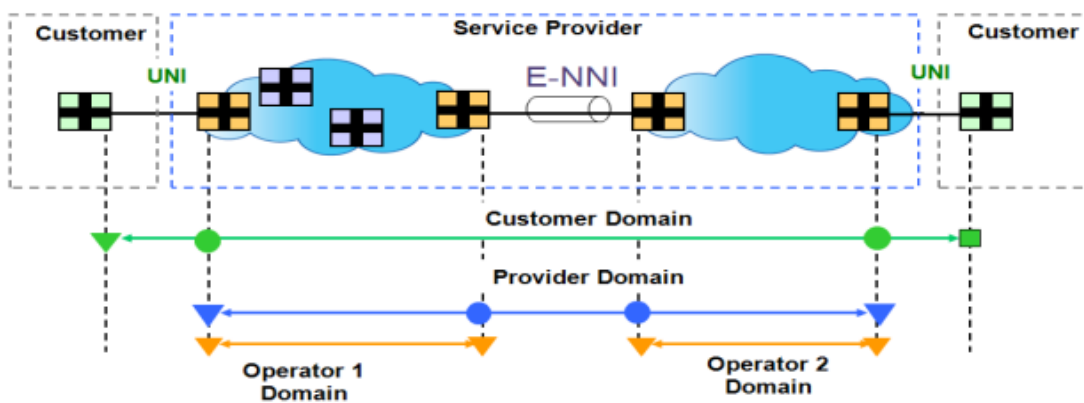 Customer
Service Provider
Customer
UNI
E-NNI
UNI
Customer Domain
Provider Domain
Operator 1
Domain
Operator 2
Domain